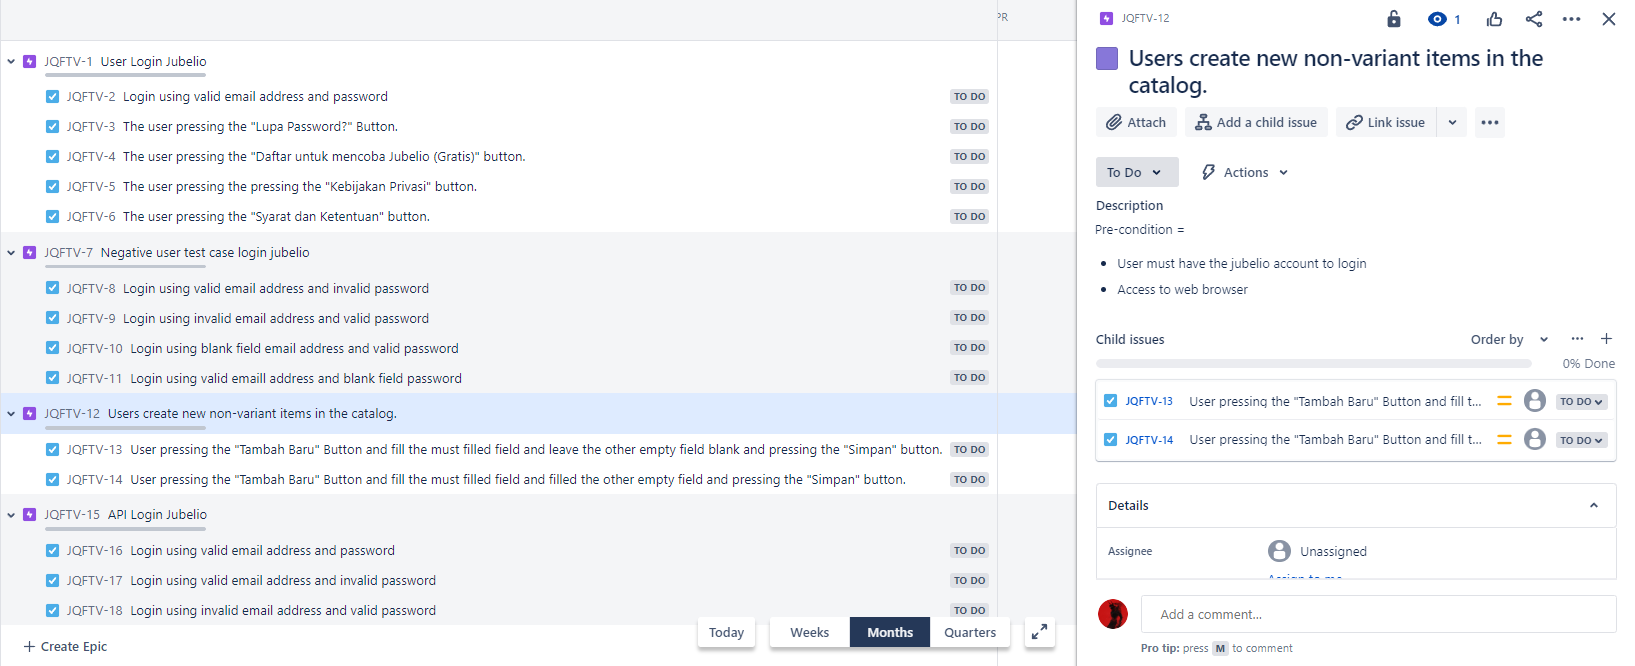 PR
JQFTV-1 User Login Jubelio
JQFTV-2 Login using valid email address and password TO DO
JQFTV-3 The user pressing the "Lupa Password?" Button. TO DO
JQFTV-4 The user pressing the "Daftar untuk mencoba Jubelio (Gratis)" button. TO DO
JQFTV-5 The user pressing the pressing the "Kebijakan Privasi" button. TO DO
JQFTV-6 The user pressing the "Syarat dan Ketentuan" button. TO DO
JQFTV-7 Negative user test case login jubelio
JQFTV-8 Login using valid email address and invalid password TO DO
JQFTV-9 Login using invalid email address and valid password TO DO
JQFTV-10 Login using blank field email address and valid password TO DO
JQFTV-11 Login using valid emaill address and blank field password TO DO
JQFTV-12 Users create new non-variant items in the catalog.
JQFTV-13 User pressing the "Tambah Baru" Button and fill the must filled field and leave the other empty field blank and pressing the "Simpan" button. TO DO
JQFTV-14 User pressing the "Tambah Baru" Button and fill the must filled field and filled the other empty field and pressing the "Simpan" button. TO DO
JQFTV-15 API Login Jubelio
JQFTV-16 Login using valid email address and password TO DO
JQFTV-17 Login using valid email address and invalid password TO DO
JQFTV-18 Login using invalid email address and valid password TO DO
Today Weeks Months Quarters
+ Create Epic
JQFTV-12 1
Users create new non-variant items in the
catalog.
Attach Add a child issue Link issue
To Do Actions
Description
Pre-condition =
• User must have the jubelio account to login
• Access to web browser
Child issues Order by
0% Done
JQFTV-13 User pressing the "Tambah Baru" Button and fill t... TO DO
JQFTV-14 User pressing the "Tambah Baru" Button and fill t... TO DO
Details
Assignee Unassigned
Assign to me
Add a comment...
Pro tip: press M to comment